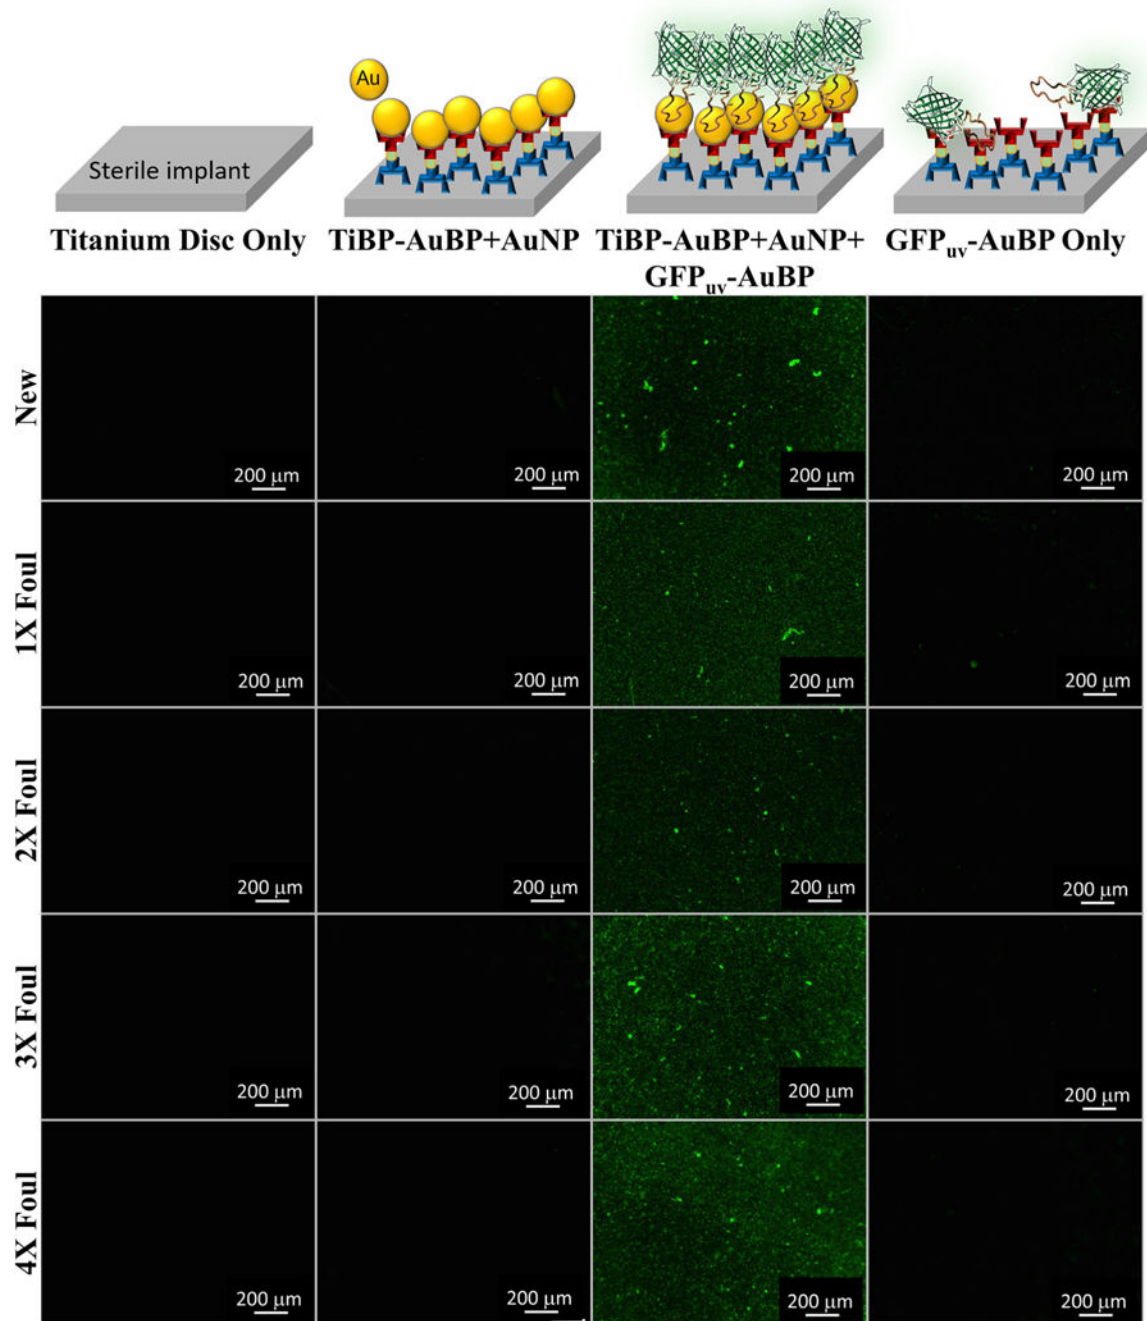 Au
Sterile implant
Titanium Disc Only
TiBP-AuBP+AuNP
TiBP-AuBP+AuNP+
GFPuv-AuBP
GFPuv-AuBP Only
New
200 μm
200 μm
200 μm
200 μm
1X Foul
200 μm
200 μm
200 μm
200 μm
2X Foul
200 μm
200 μm
200 μm
200 μm
3X Foul
200 μm
200 μm
200 μm
200 μm
4X Foul
200 μm
200 μm
200 μm
200 μm